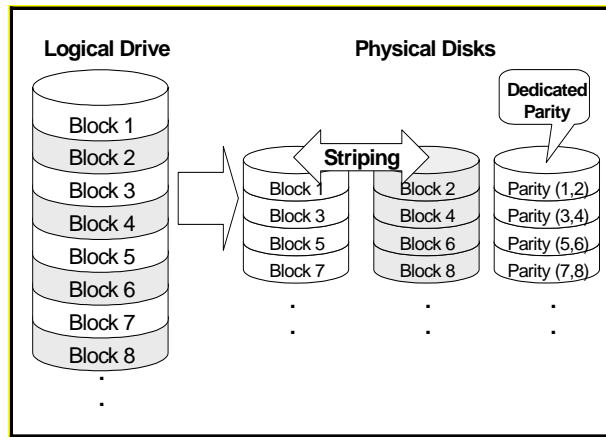 Logical Drive
Physical Disks
Dedicated
Parity
Striping
Block 1
Block 2
Block 3
Block 4
Block 5
Block 6
Block 7
Block 8
.
.
Block 1
Block 3
Block 5
Block 7
.
.
Block 2
Block 4
Block 6
Block 8
.
.
Parity (1,2)
Parity (3,4)
Parity (5,6)
Parity (7,8)
.
.